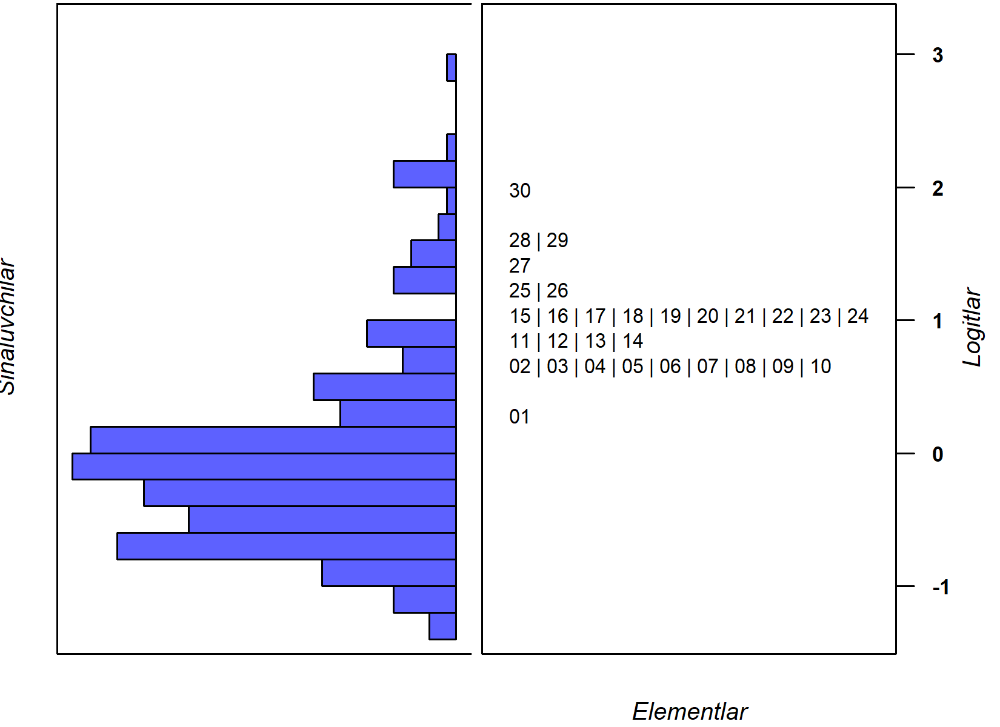 Sinaluvchilar
30
28 | 29
27
25 | 26
15 | 16 | 17 | 18 | 19 | 20 | 21 | 22 | 23 | 24
11 | 12 | 13 | 14
02 | 03 | 04 | 05 | 06 | 07 | 08 | 09 | 10
01
3
2
1
0
-1
Logitlar
Elementlar